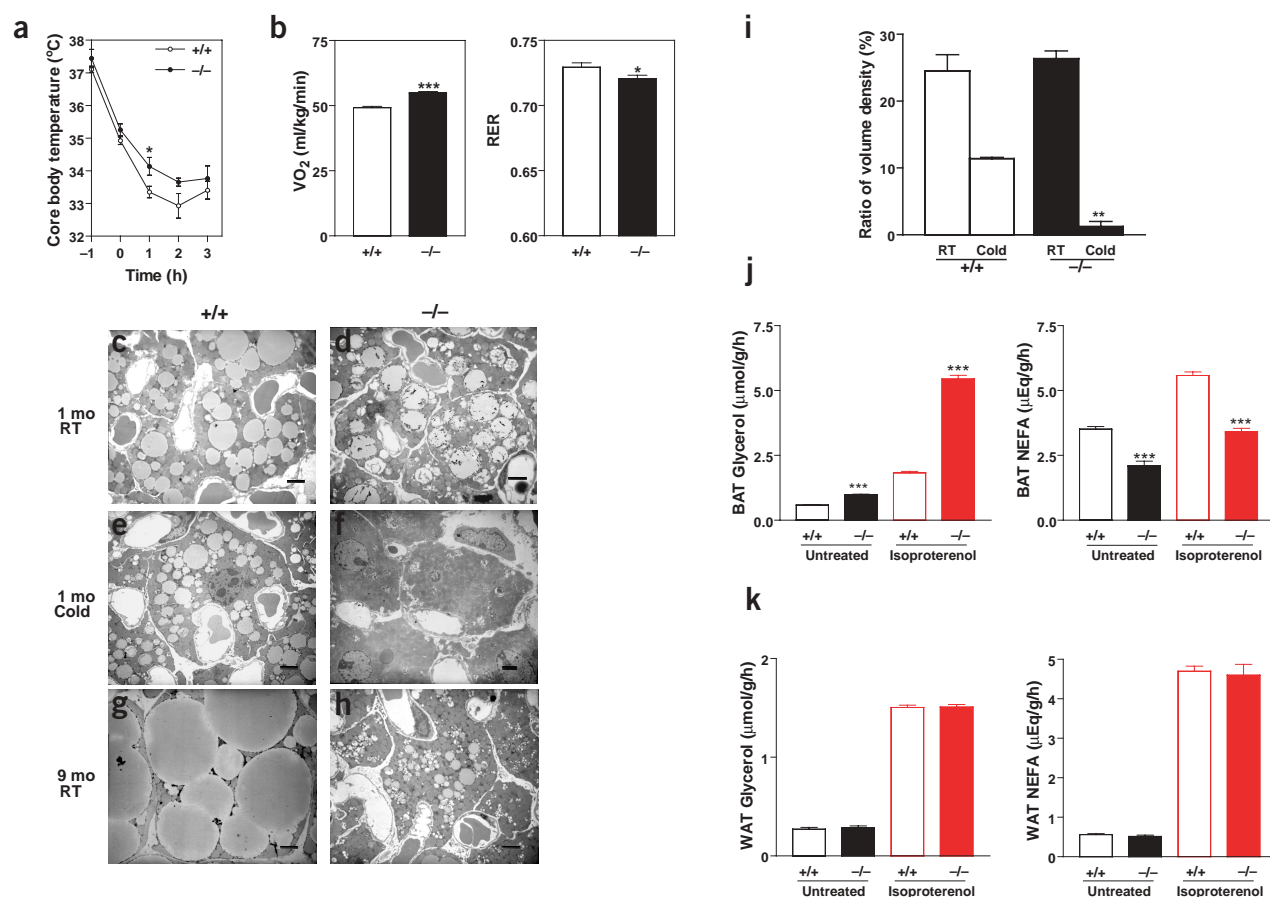 a
Core body temperature (°C)
37
36
35
34
33
32
–1
0
1
2
3
Time (h)
+/+
–/–
*
b
VO2 (ml/kg/min)
75
50
25
0
***
+/+
–/–
RER
0.75
0.70
0.65
0.60
*
+/+
–/–
+/+
–/–
1 mo
RT
c
d
1 mo
Cold
e
f
9 mo
RT
g
h
i
Ratio of volume density (%)
30
20
10
0
**
RT Cold RT Cold
+/+ –/–
j
BAT Glycerol (μmol/g/h)
7.5
5.0
2.5
0.0
***
***
+/+ –/– +/+ –/–
Untreated Isoproterenol
BAT NEFA (μEq/g/h)
7.5
5.0
2.5
0.0
***
***
+/+ –/– +/+ –/–
Untreated Isoproterenol
k
WAT Glycerol (μmol/g/h)
2
1
0
+/+ –/– +/+ –/–
Untreated Isoproterenol
WAT NEFA (μEq/g/h)
5
4
3
2
1
0
+/+ –/– +/+ –/–
Untreated Isoproterenol